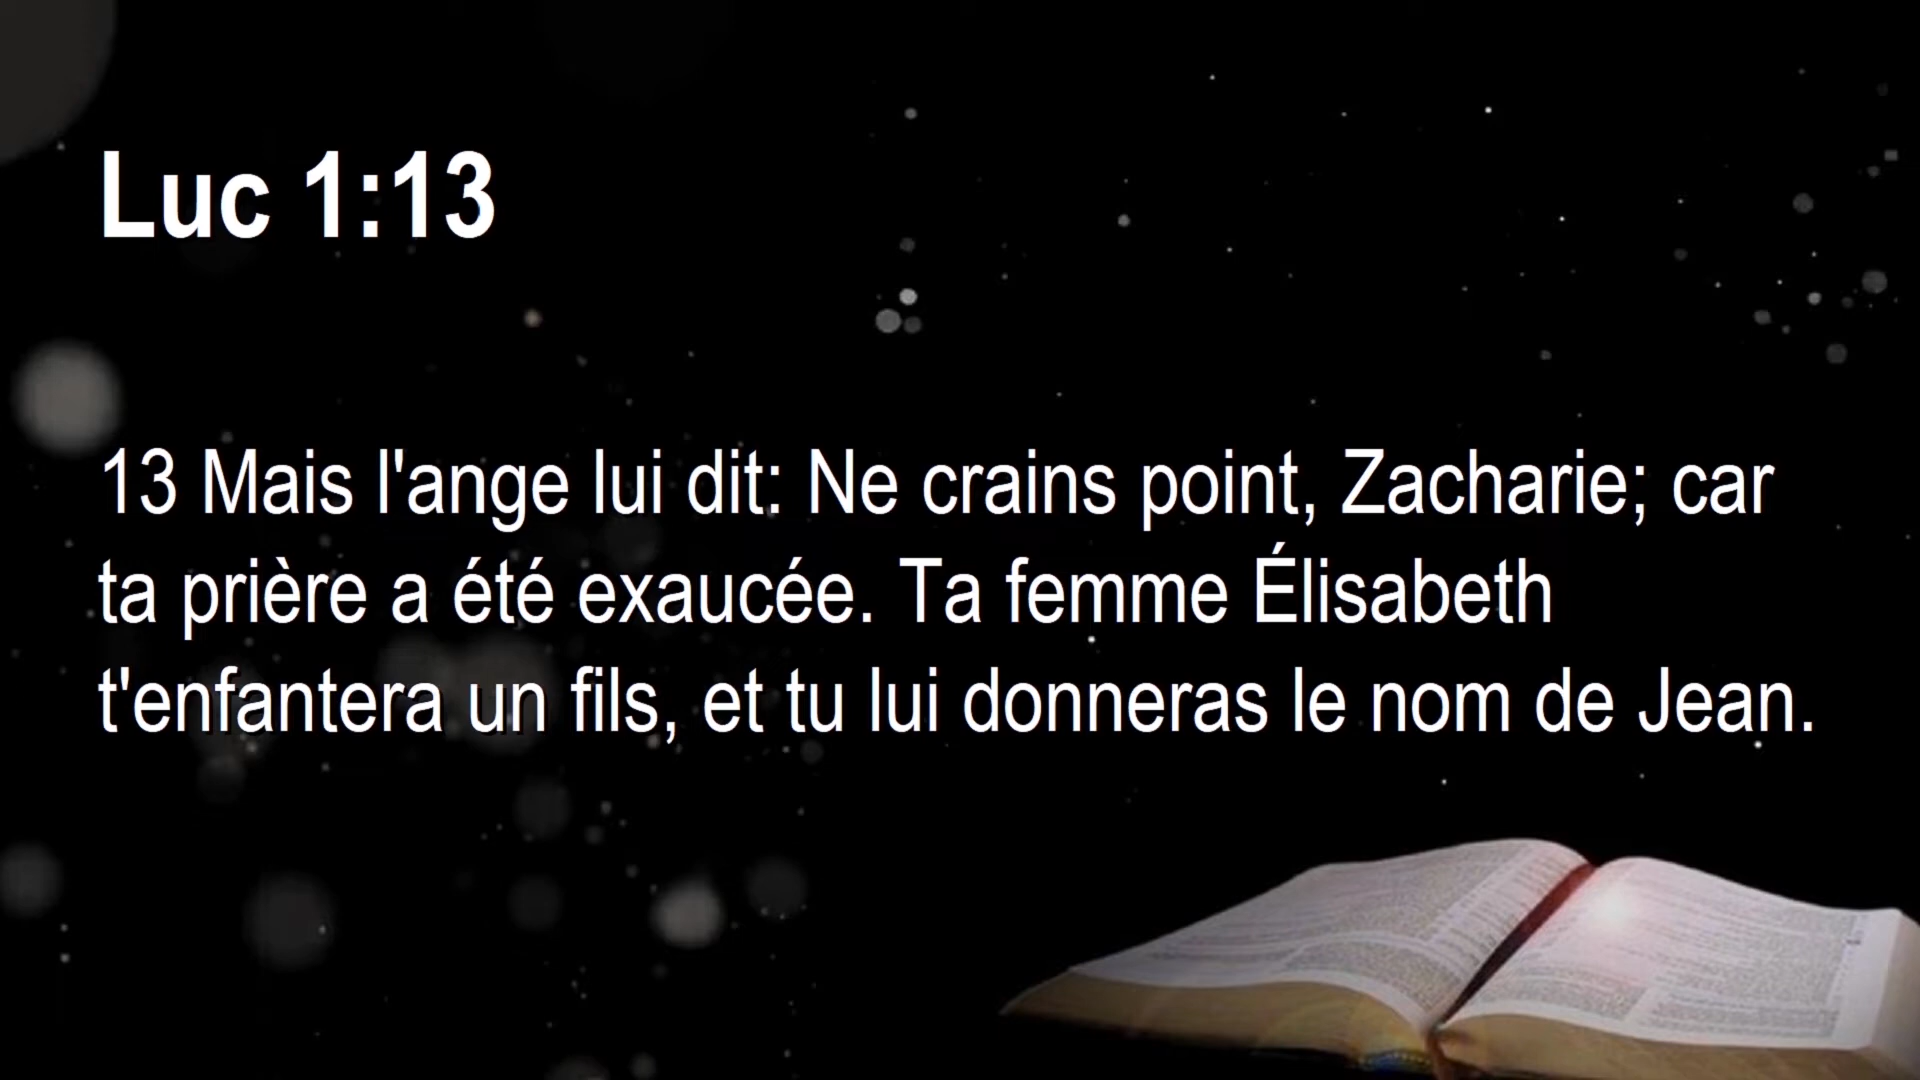 Luc 1:13
13 Mais l'ange lui dit: Ne crains point, Zacharie; car
ta prière a été exaucée. Ta femme Élisabeth
t'enfantera un fils, et tu lui donneras le nom de Jean.